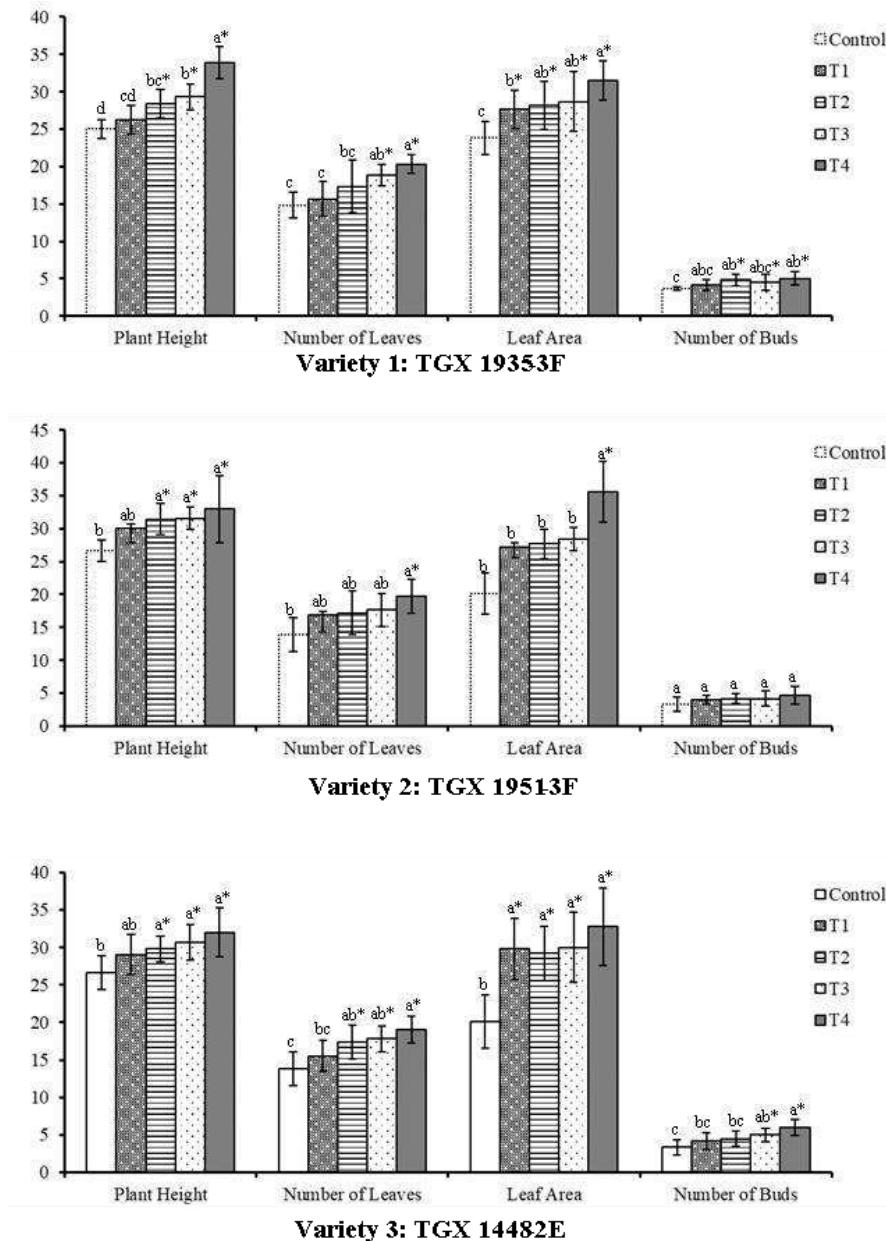 40
35
30
25
20
15
10
5
0
d cd bc* b* a*
c c bc ab* a*
c b* ab* ab* a*
c abc ab* abc* ab*
Control
T1
T2
T3
T4
Plant Height Number of Leaves Leaf Area Number of Buds
Variety 1: TGX 19353F
45
40
35
30
25
20
15
10
5
0
b ab a* a* a*
b ab ab ab a*
b b b b a*
a a a a a
Control
T1
T2
T3
T4
Plant Height Number of Leaves Leaf Area Number of Buds
Variety 2: TGX 19513F
40
35
30
25
20
15
10
5
0
b ab a* a* a*
c bc ab* ab* a*
b a* a* a* a*
c bc bc ab* a*
Control
T1
T2
T3
T4
Plant Height Number of Leaves Leaf Area Number of Buds
Variety 3: TGX 14482E